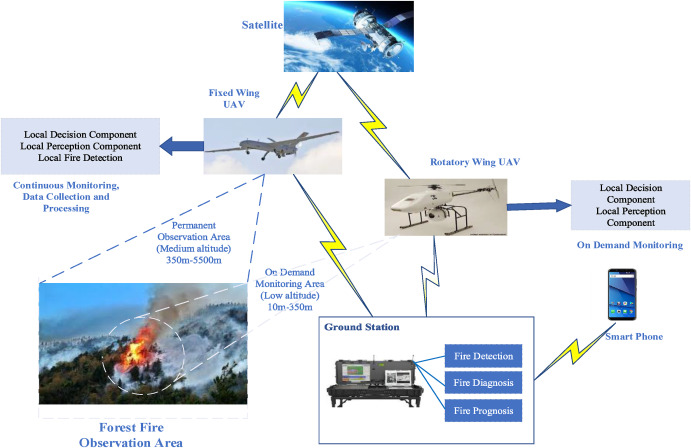 Satellite
Fixed Wing
UAV
Local Decision Component
Local Perception Component
Local Fire Detection
Continuous Monitoring,
Data Collection and
Processing
Rotatory Wing UAV
Local Decision
Component
Local Perception
Component
On Demand Monitoring
Permanent
Observation Area
(Medium altitude)
350m-5500m
On Demand
Monitoring Area
(Low altitude)
10m-350m
Smart Phone
Ground Station
Fire Detection
Fire Diagnosis
Fire Prognosis
Forest Fire
Observation Area